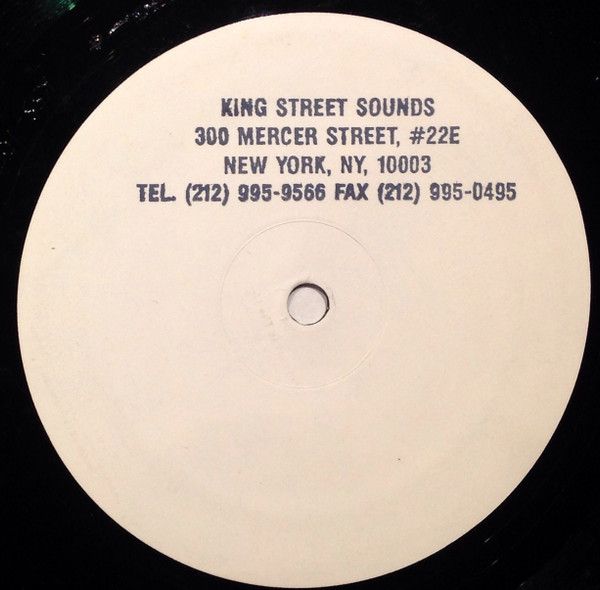 KING STREET SOUNDS
300 MERCER STREET, #22E
NEW YORK, NY, 10003
TEL. (212) 995-9566 FAX (212) 995-0495